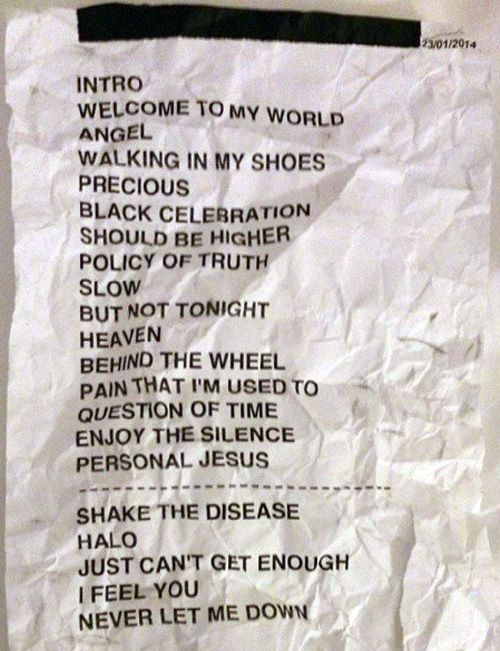 23/01/2014
INTRO
WELCOME TO MY WORLD
ANGEL
WALKING IN MY SHOES
PRECIOUS
BLACK CELEBRATION
SHOULD BE HIGHER
POLICY OF TRUTH
SLOW
BUT NOT TONIGHT
HEAVEN
BEHIND THE WHEEL
PAIN THAT I'M USED TO
QUESTION OF TIME
ENJOY THE SILENCE
PERSONAL JESUS
--------------------------------
SHAKE THE DISEASE
HALO
JUST CAN'T GET ENOUGH
I FEEL YOU
NEVER LET ME DOWN